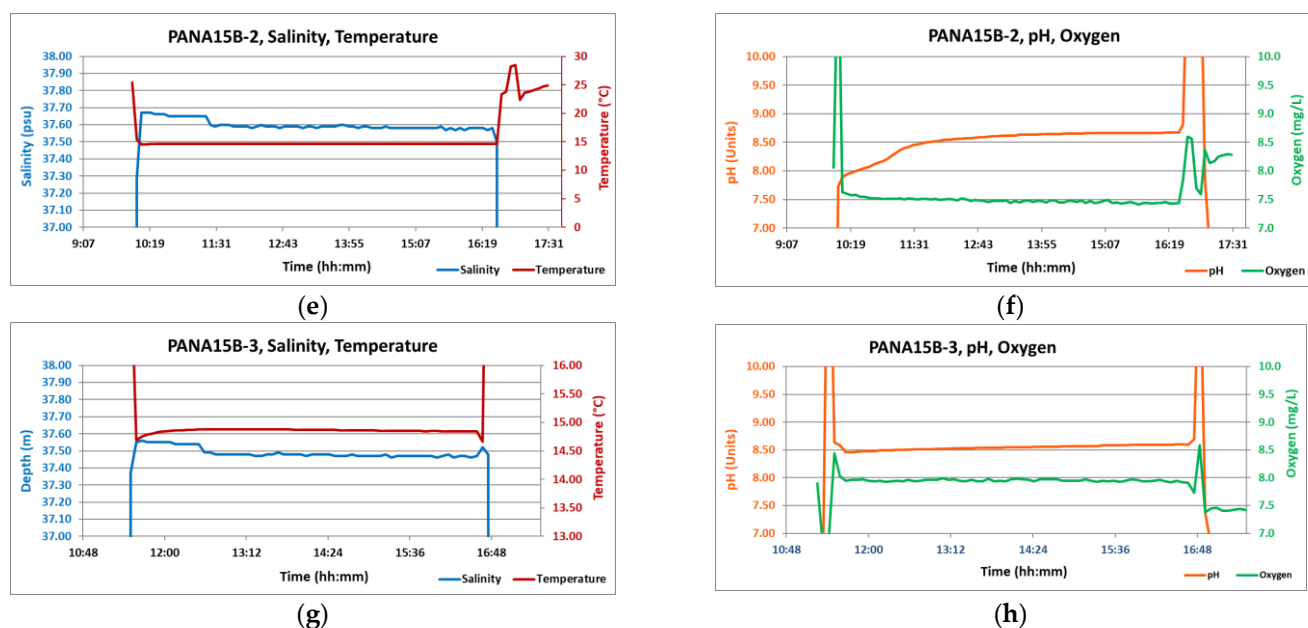 PANA15B-2, Salinity, Temperature
38.00
37.90
37.80
37.70
37.60
37.50
37.40
37.30
37.20
37.10
37.00
Salinity (psu)
30
25
20
15
10
5
0
Temperature (°C)
9:07 10:19 11:31 12:43 13:55 15:07 16:19 17:31
Time (hh:mm)
Salinity Temperature
(e)
PANA15B-2, pH, Oxygen
10.00
9.50
9.00
8.50
8.00
7.50
7.00
pH (Units)
10.0
9.5
9.0
8.5
8.0
7.5
7.0
Oxygen (mg/L)
9:07 10:19 11:31 12:43 13:55 15:07 16:19 17:31
Time (hh:mm)
pH Oxygen
(f)
PANA15B-3, Salinity, Temperature
38.00
37.90
37.80
37.70
37.60
37.50
37.40
37.30
37.20
37.10
37.00
Depth (m)
16.00
15.50
15.00
14.50
14.00
13.50
13.00
Temperature (°C)
10:48 12:00 13:12 14:24 15:36 16:48
Time (hh:mm)
Salinity Temperature
(g)
PANA15B-3, pH, Oxygen
10.00
9.50
9.00
8.50
8.00
7.50
7.00
pH (Units)
10.0
9.5
9.0
8.5
8.0
7.5
7.0
Oxygen (mg/L)
10:48 12:00 13:12 14:24 15:36 16:48
Time (hh:mm)
pH Oxygen
(h)